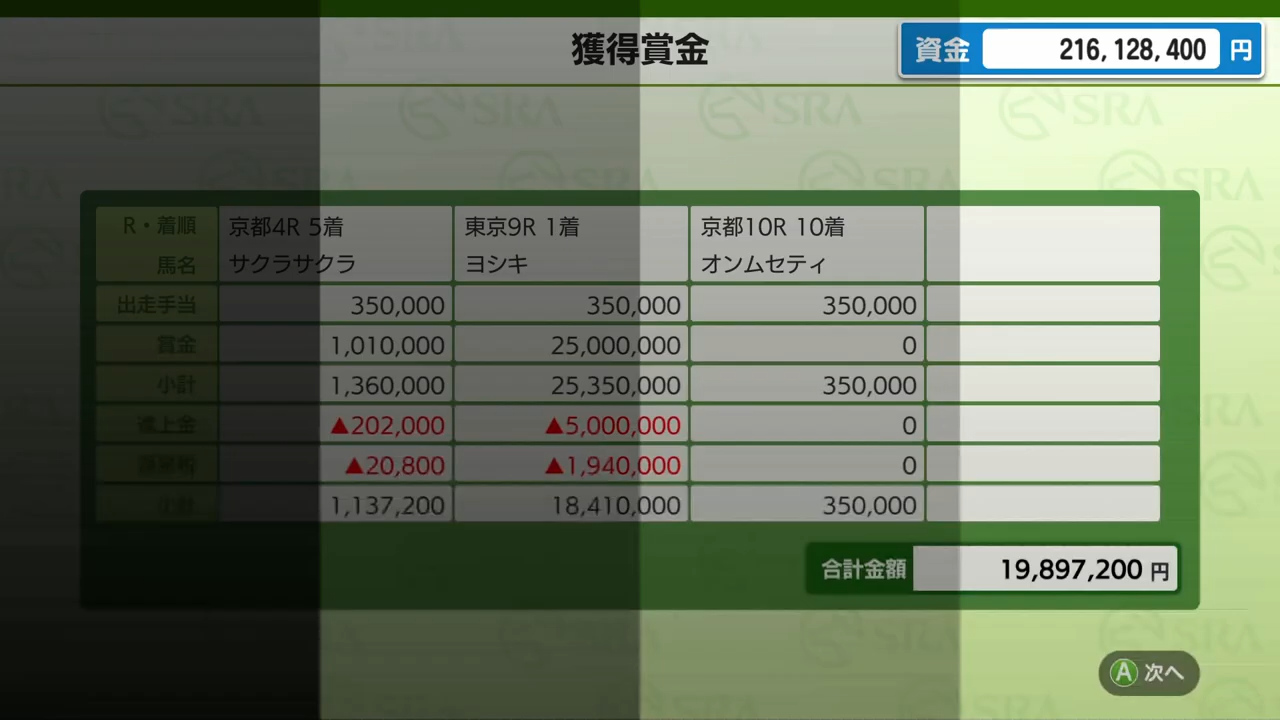 獲得賞金
資金 216,128,400 円
R・着順 京都4R 5着 東京9R 1着 京都10R 10着
馬名 サクラサクラ ヨシキ オンムセティ
出走手当 350,000 350,000 350,000
賞金 1,010,000 25,000,000 0
小計 1,360,000 25,350,000 350,000
進上金 ▲202,000 ▲5,000,000 0
▲20,800 ▲1,940,000 0
1,137,200 18,410,000 350,000
合計金額 19,897,200 円
A 次へ
SRA